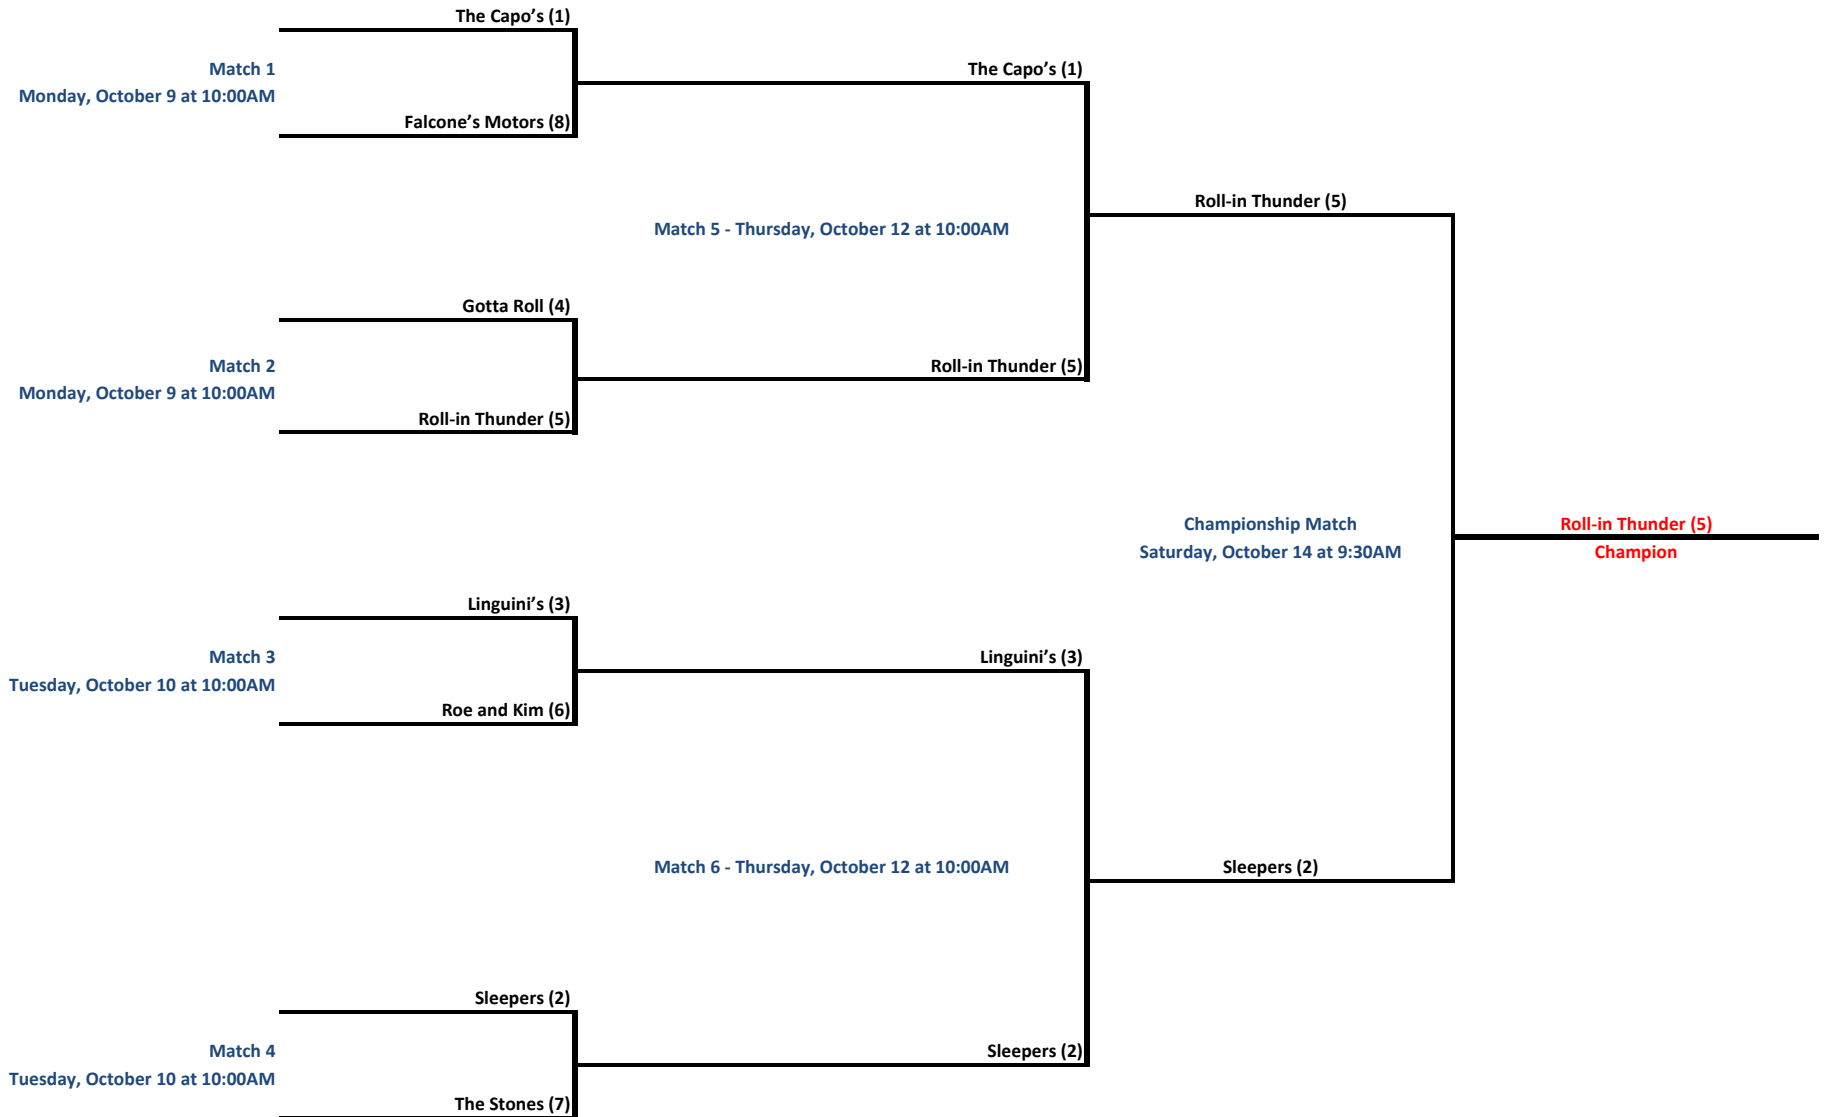 The Capo’s (1)
Match 1
The Capo’s (1)
Monday, October 9 at 10:00AM
Falcone’s Motors (8)
Roll-in Thunder (5)
Match 5 - Thursday, October 12 at 10:00AM
Gotta Roll (4)
Match 2
Roll-in Thunder (5)
Monday, October 9 at 10:00AM
Roll-in Thunder (5)
Championship Match
Roll-in Thunder (5)
Saturday, October 14 at 9:30AM
Champion
Linguini’s (3)
Match 3
Linguini’s (3)
Tuesday, October 10 at 10:00AM
Roe and Kim (6)
Match 6 - Thursday, October 12 at 10:00AM
Sleepers (2)
Sleepers (2)
Match 4
Sleepers (2)
Tuesday, October 10 at 10:00AM
The Stones (7)